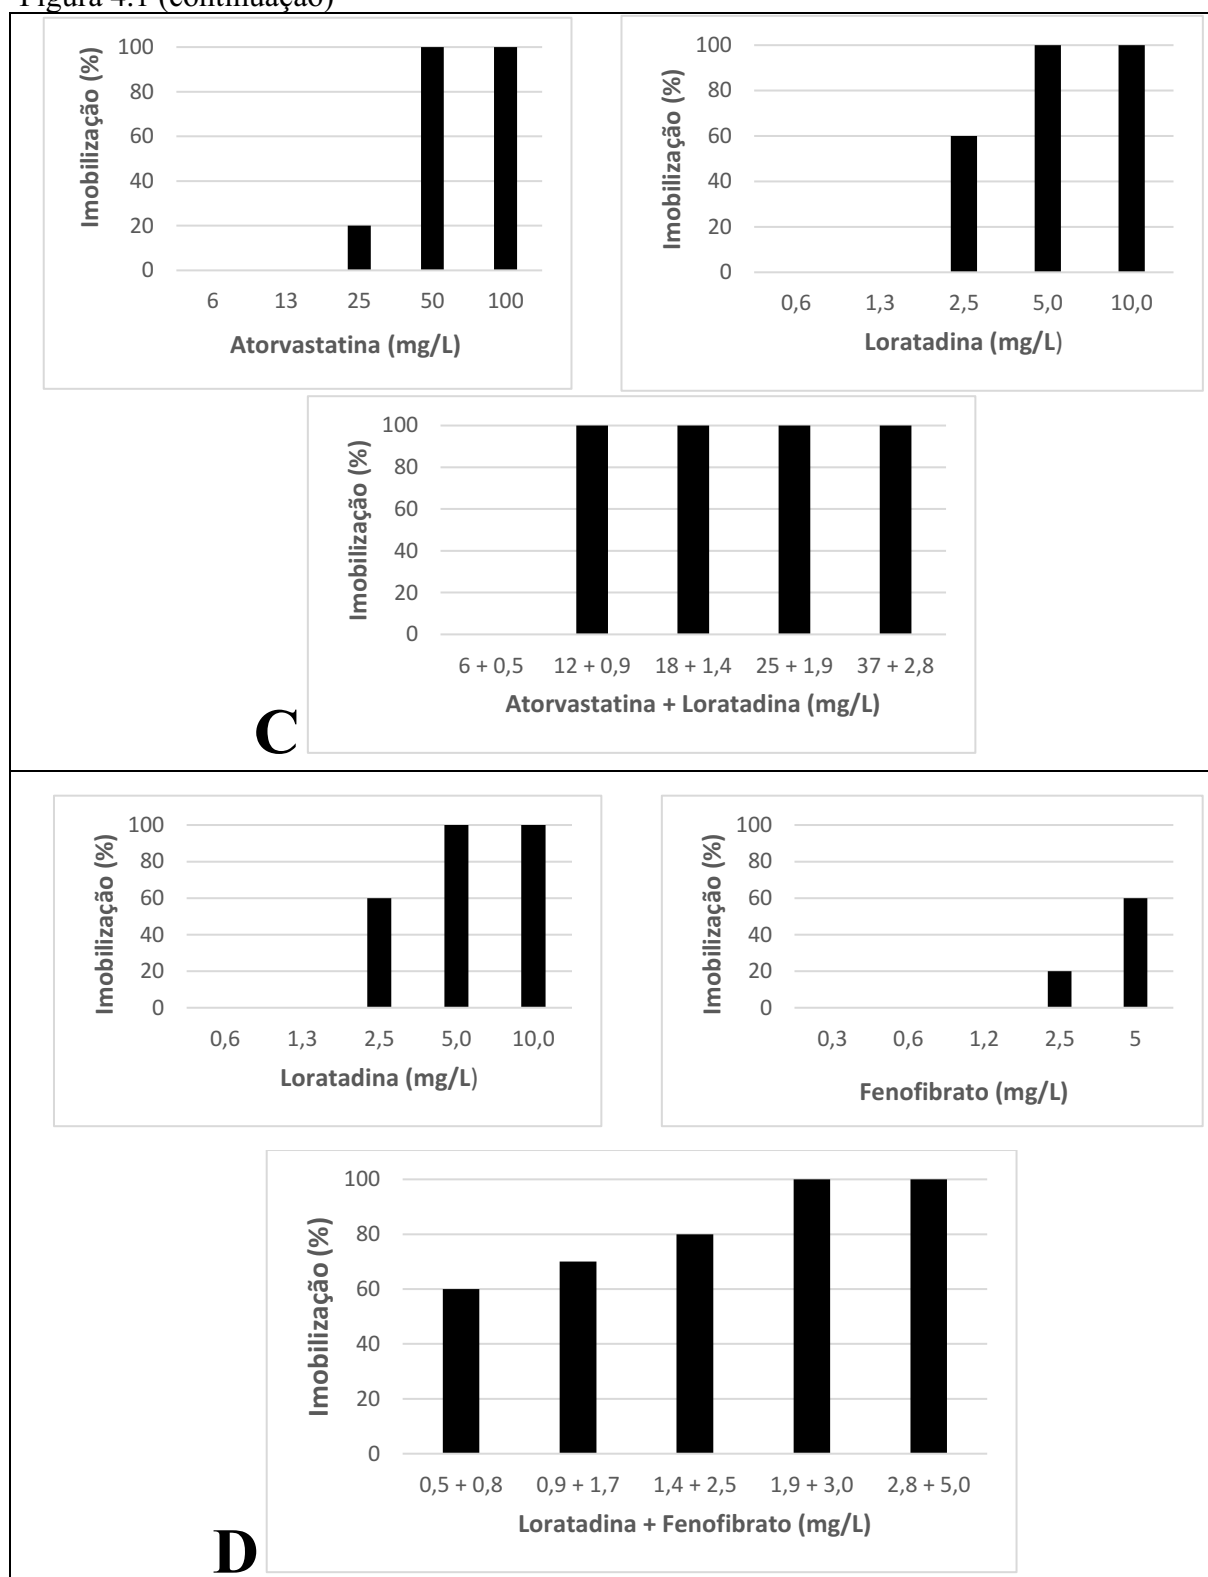 Figura 4.1 (continuação)
Imobilização (%)
100
80
60
40
20
0
6 13 25 50 100
Atorvastatina (mg/L)
Imobilização (%)
100
80
60
40
20
0
0,6 1,3 2,5 5,0 10,0
Loratadina (mg/L)
Imobilização (%)
100
80
60
40
20
0
6 + 0,5 12 + 0,9 18 + 1,4 25 + 1,9 37 + 2,8
Atorvastatina + Loratadina (mg/L)
C
Imobilização (%)
100
80
60
40
20
0
0,6 1,3 2,5 5,0 10,0
Loratadina (mg/L)
Imobilização (%)
100
80
60
40
20
0
0,3 0,6 1,2 2,5 5
Fenofibrato (mg/L)
Imobilização (%)
100
80
60
40
20
0
0,5 + 0,8 0,9 + 1,7 1,4 + 2,5 1,9 + 3,0 2,8 + 5,0
Loratadina + Fenofibrato (mg/L)
D